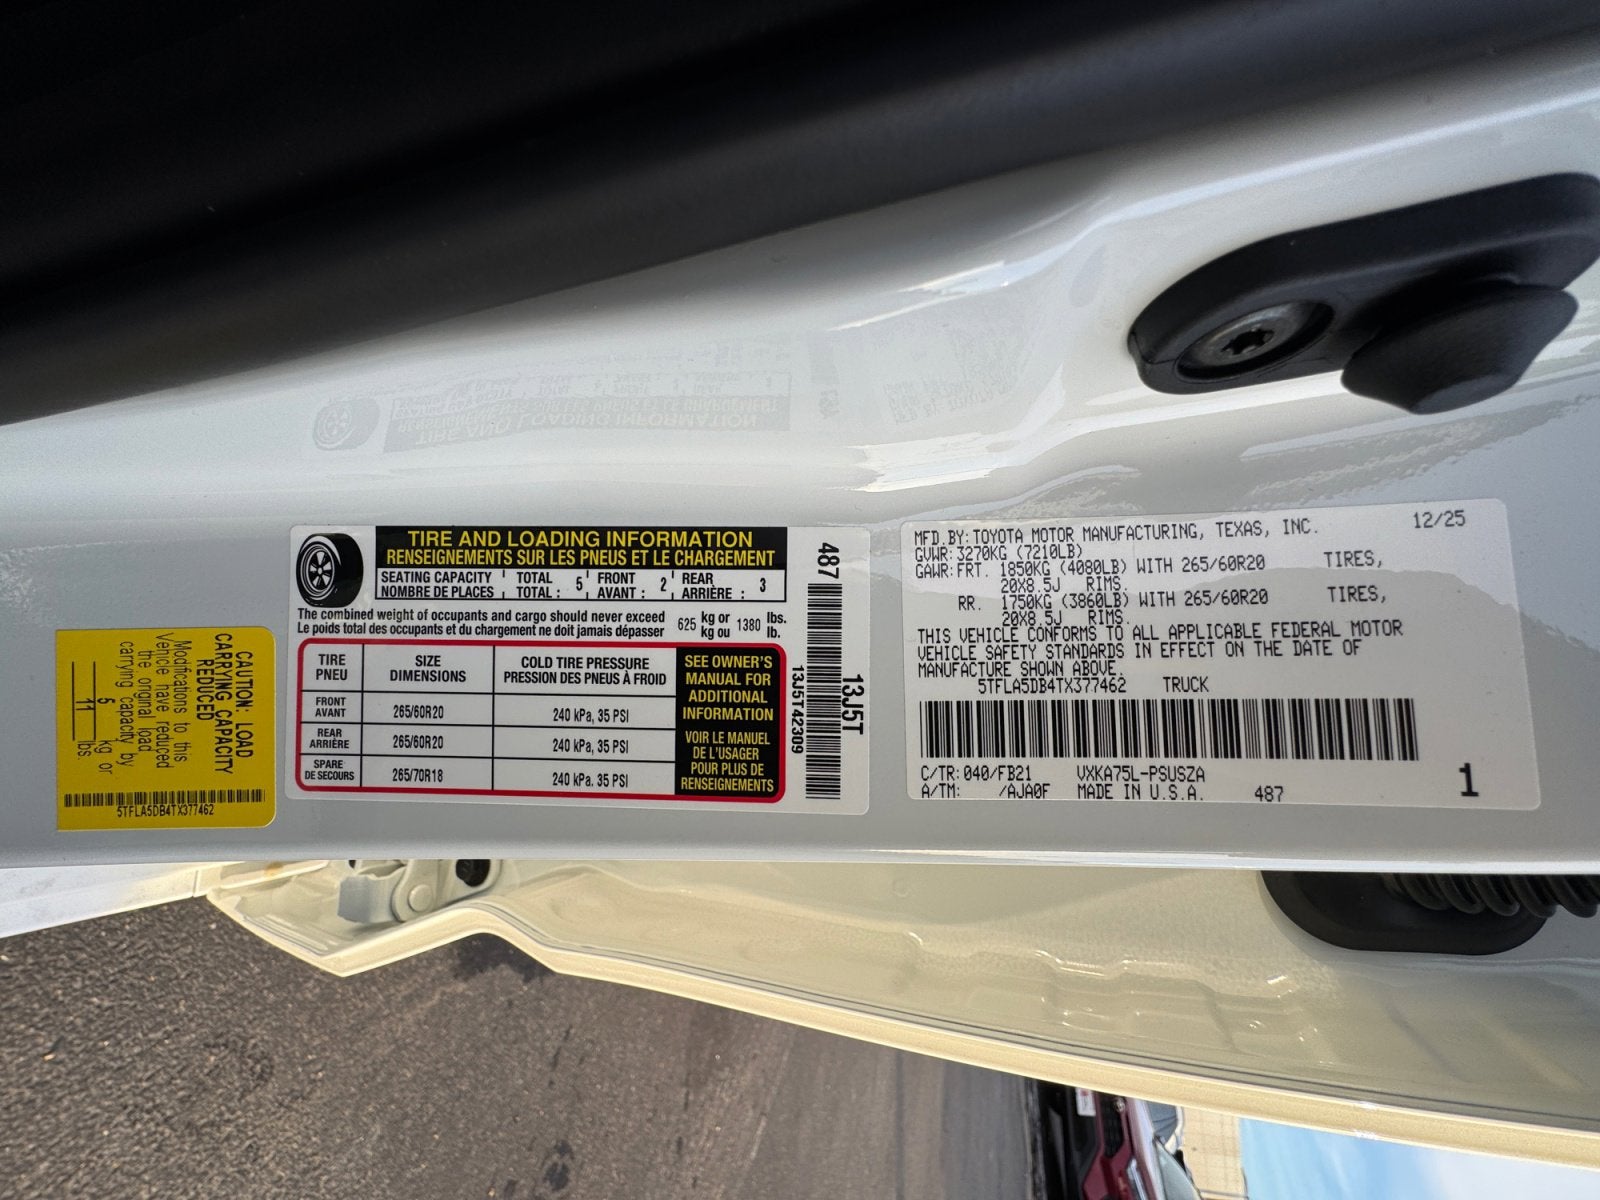 CAUTION: LOAD
CARRYING CAPACITY
REDUCED
Modifications to this
Vehicle have reduced
the original load
carrying capacity by
5 kg or
11 lbs
5TFLA5DB4TX377462
TIRE AND LOADING INFORMATION
RENSEIGNEMENTS SUR LES PNEUS ET LE CHARGEMENT
SEATING CAPACITY TOTAL 5 FRONT 2 REAR 3
NOMBRE DE PLACES TOTAL : AVANT : ARRIÈRE :
The combined weight of occupants and cargo should never exceed 625 kg or 1380 lbs.
Le poids total des occupants et du chargement ne doit jamais dépasser kg ou lb.
TIRE SIZE COLD TIRE PRESSURE
PNEU DIMENSIONS PRESSION DES PNEUS À FROID
FRONT
AVANT 265/60R20 240 kPa, 35 PSI
REAR
ARRIÈRE 265/60R20 240 kPa, 35 PSI
SPARE
DE SECOURS 265/70R18 240 kPa, 35 PSI
SEE OWNER'S
MANUAL FOR
ADDITIONAL
INFORMATION
VOIR LE MANUEL
DE L'USAGER
POUR PLUS DE
RENSEIGNEMENTS
487
13J5T
13J5T42309
MFD.BY:TOYOTA MOTOR MANUFACTURING, TEXAS, INC. 12/25
GVWR:3270KG (7210LB)
GAWR:FRT. 1850KG (4080LB) WITH 265/60R20 TIRES,
20X8.5J RIMS.
RR. 1750KG (3860LB) WITH 265/60R20 TIRES,
20X8.5J RIMS.
THIS VEHICLE CONFORMS TO ALL APPLICABLE FEDERAL MOTOR
VEHICLE SAFETY STANDARDS IN EFFECT ON THE DATE OF
MANUFACTURE SHOWN ABOVE.
5TFLA5DB4TX377462 TRUCK
C/TR:040/FB21 VXKA75L-PSUSZA
A/TM: /AJA0F MADE IN U.S.A. 487
1